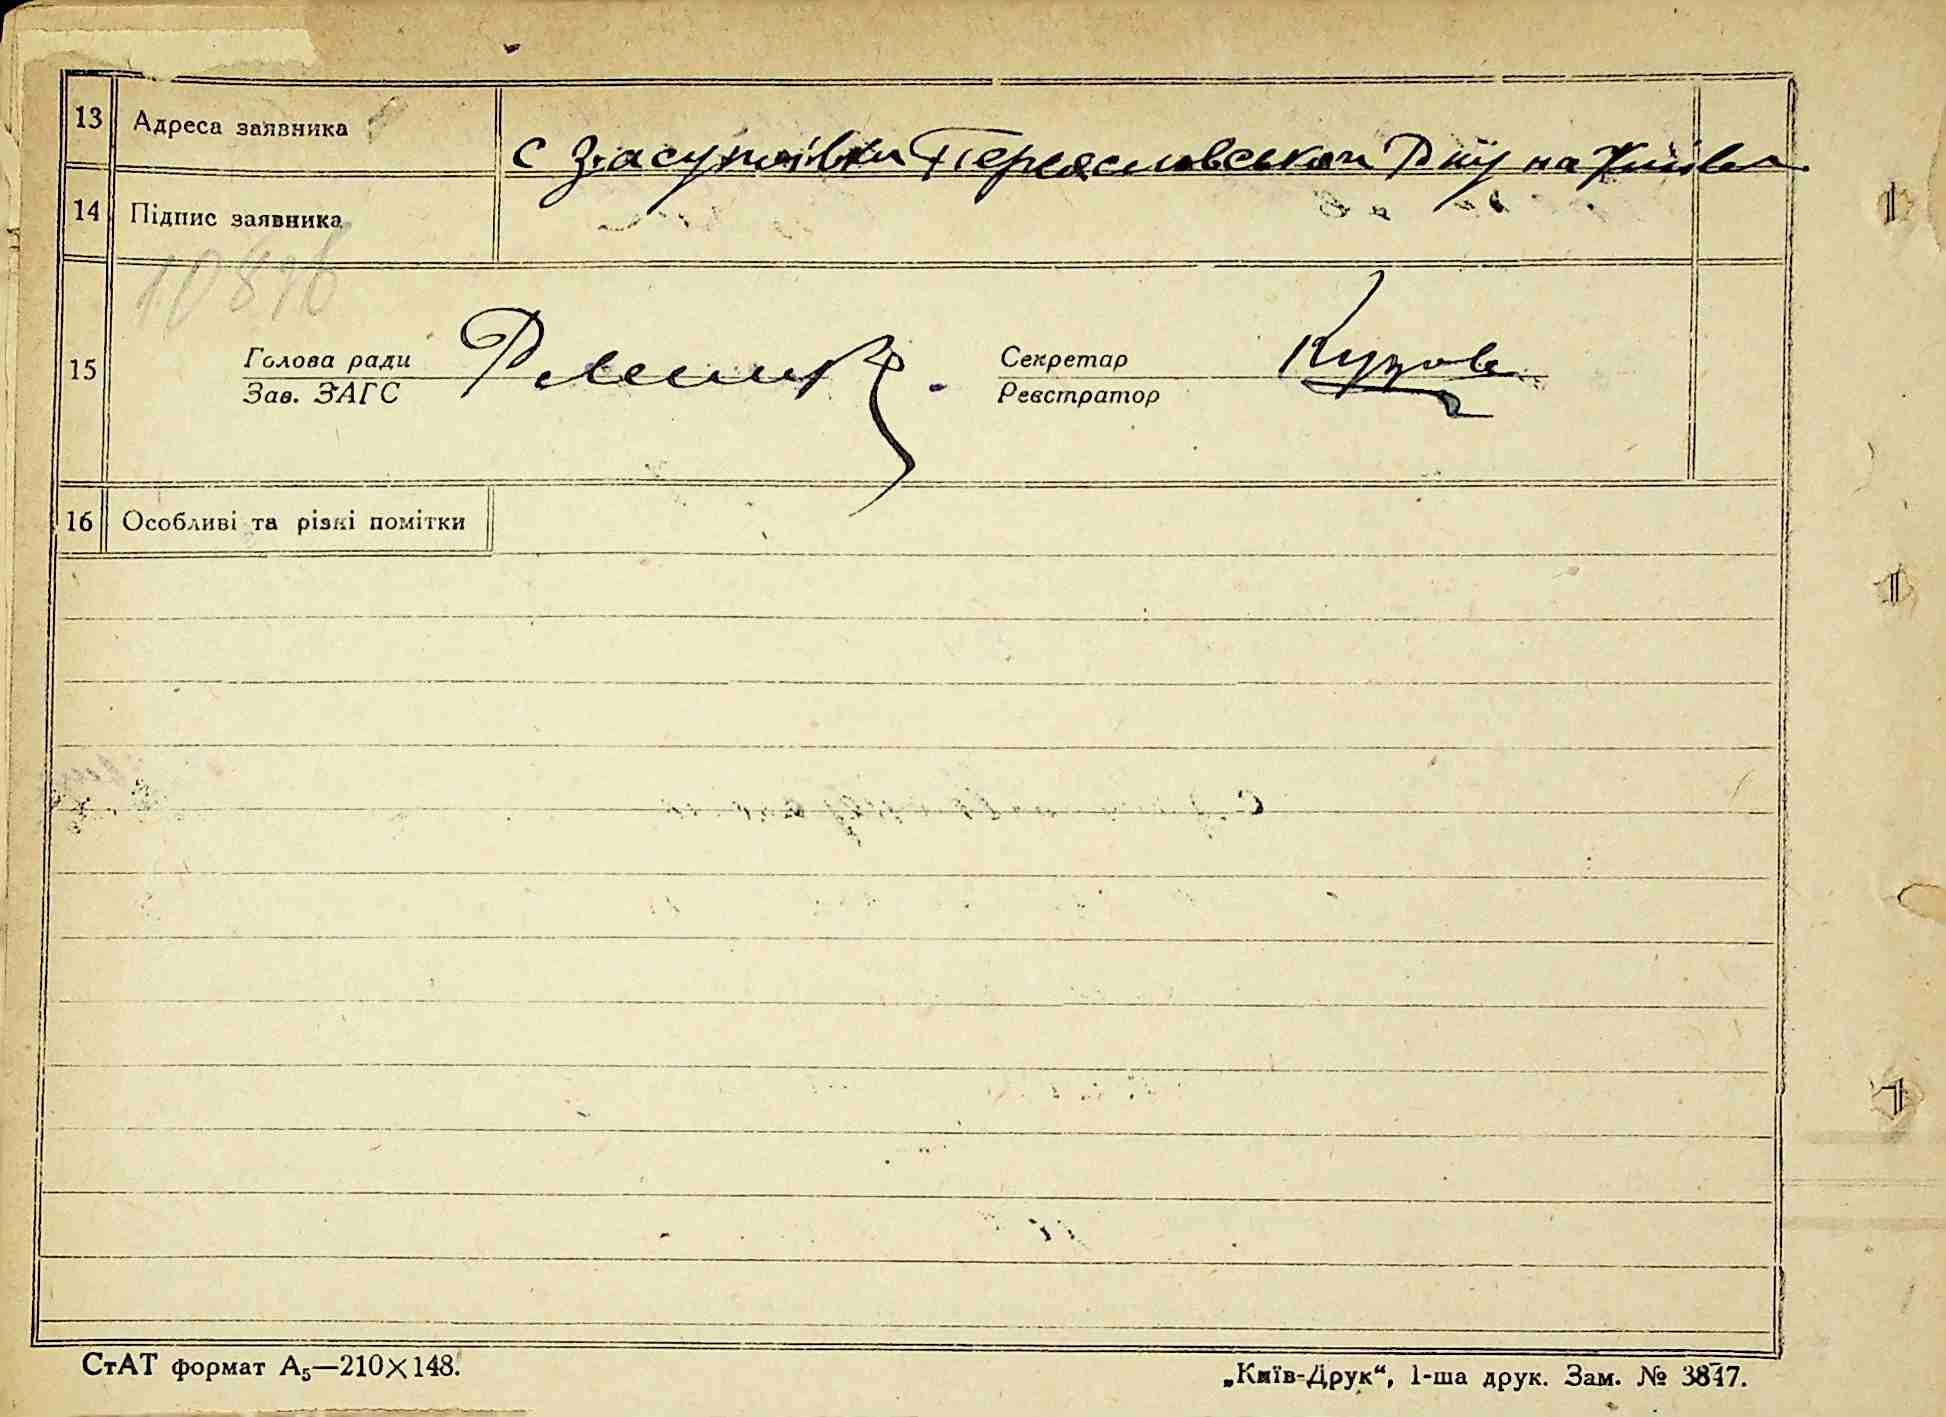 13 Адреса заявника с Засупоївки Переяславського Р-ну на Київщ
14 Підпис заявника
10876
15 Голова ради Секретар
Зав. ЗАГС Реєстратор
16 Особливі та різні помітки
СтАТ формат А₅—210×148.
„Київ-Друк“, 1-ша друк. Зам. № 3847.